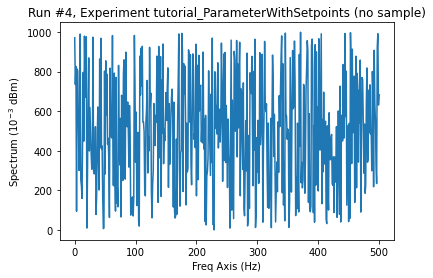 Run #4, Experiment tutorial_ParameterWithSetpoints (no sample)
1000
800
600
400
200
0
Spectrum (10⁻³ dBm)
0 100 200 300 400 500
Freq Axis (Hz)